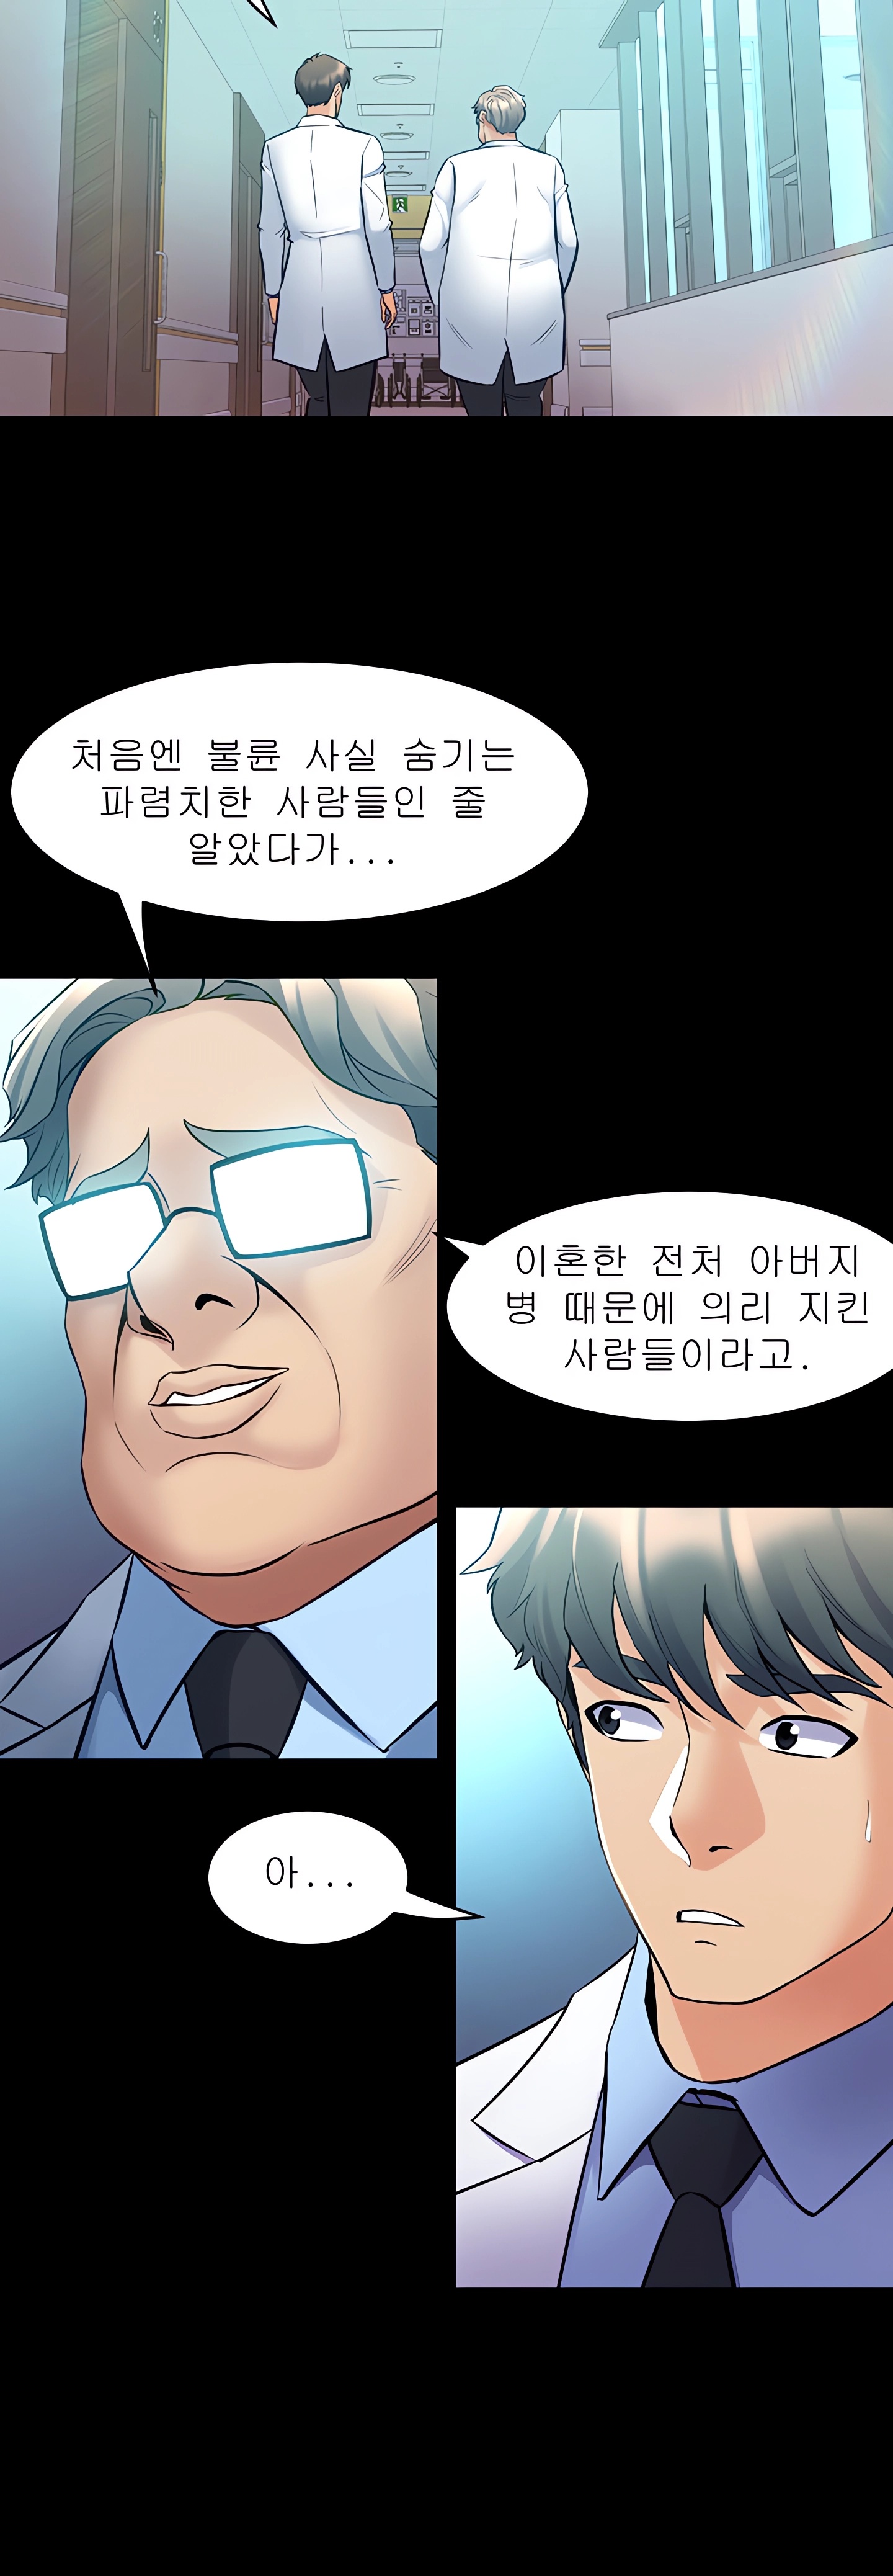 처음엔 불륜 사실 숨기는
파렴치한 사람들인 줄
알았다가...
이혼한 전처 아버지
병 때문에 의리 지킨
사람들이라고.
아...